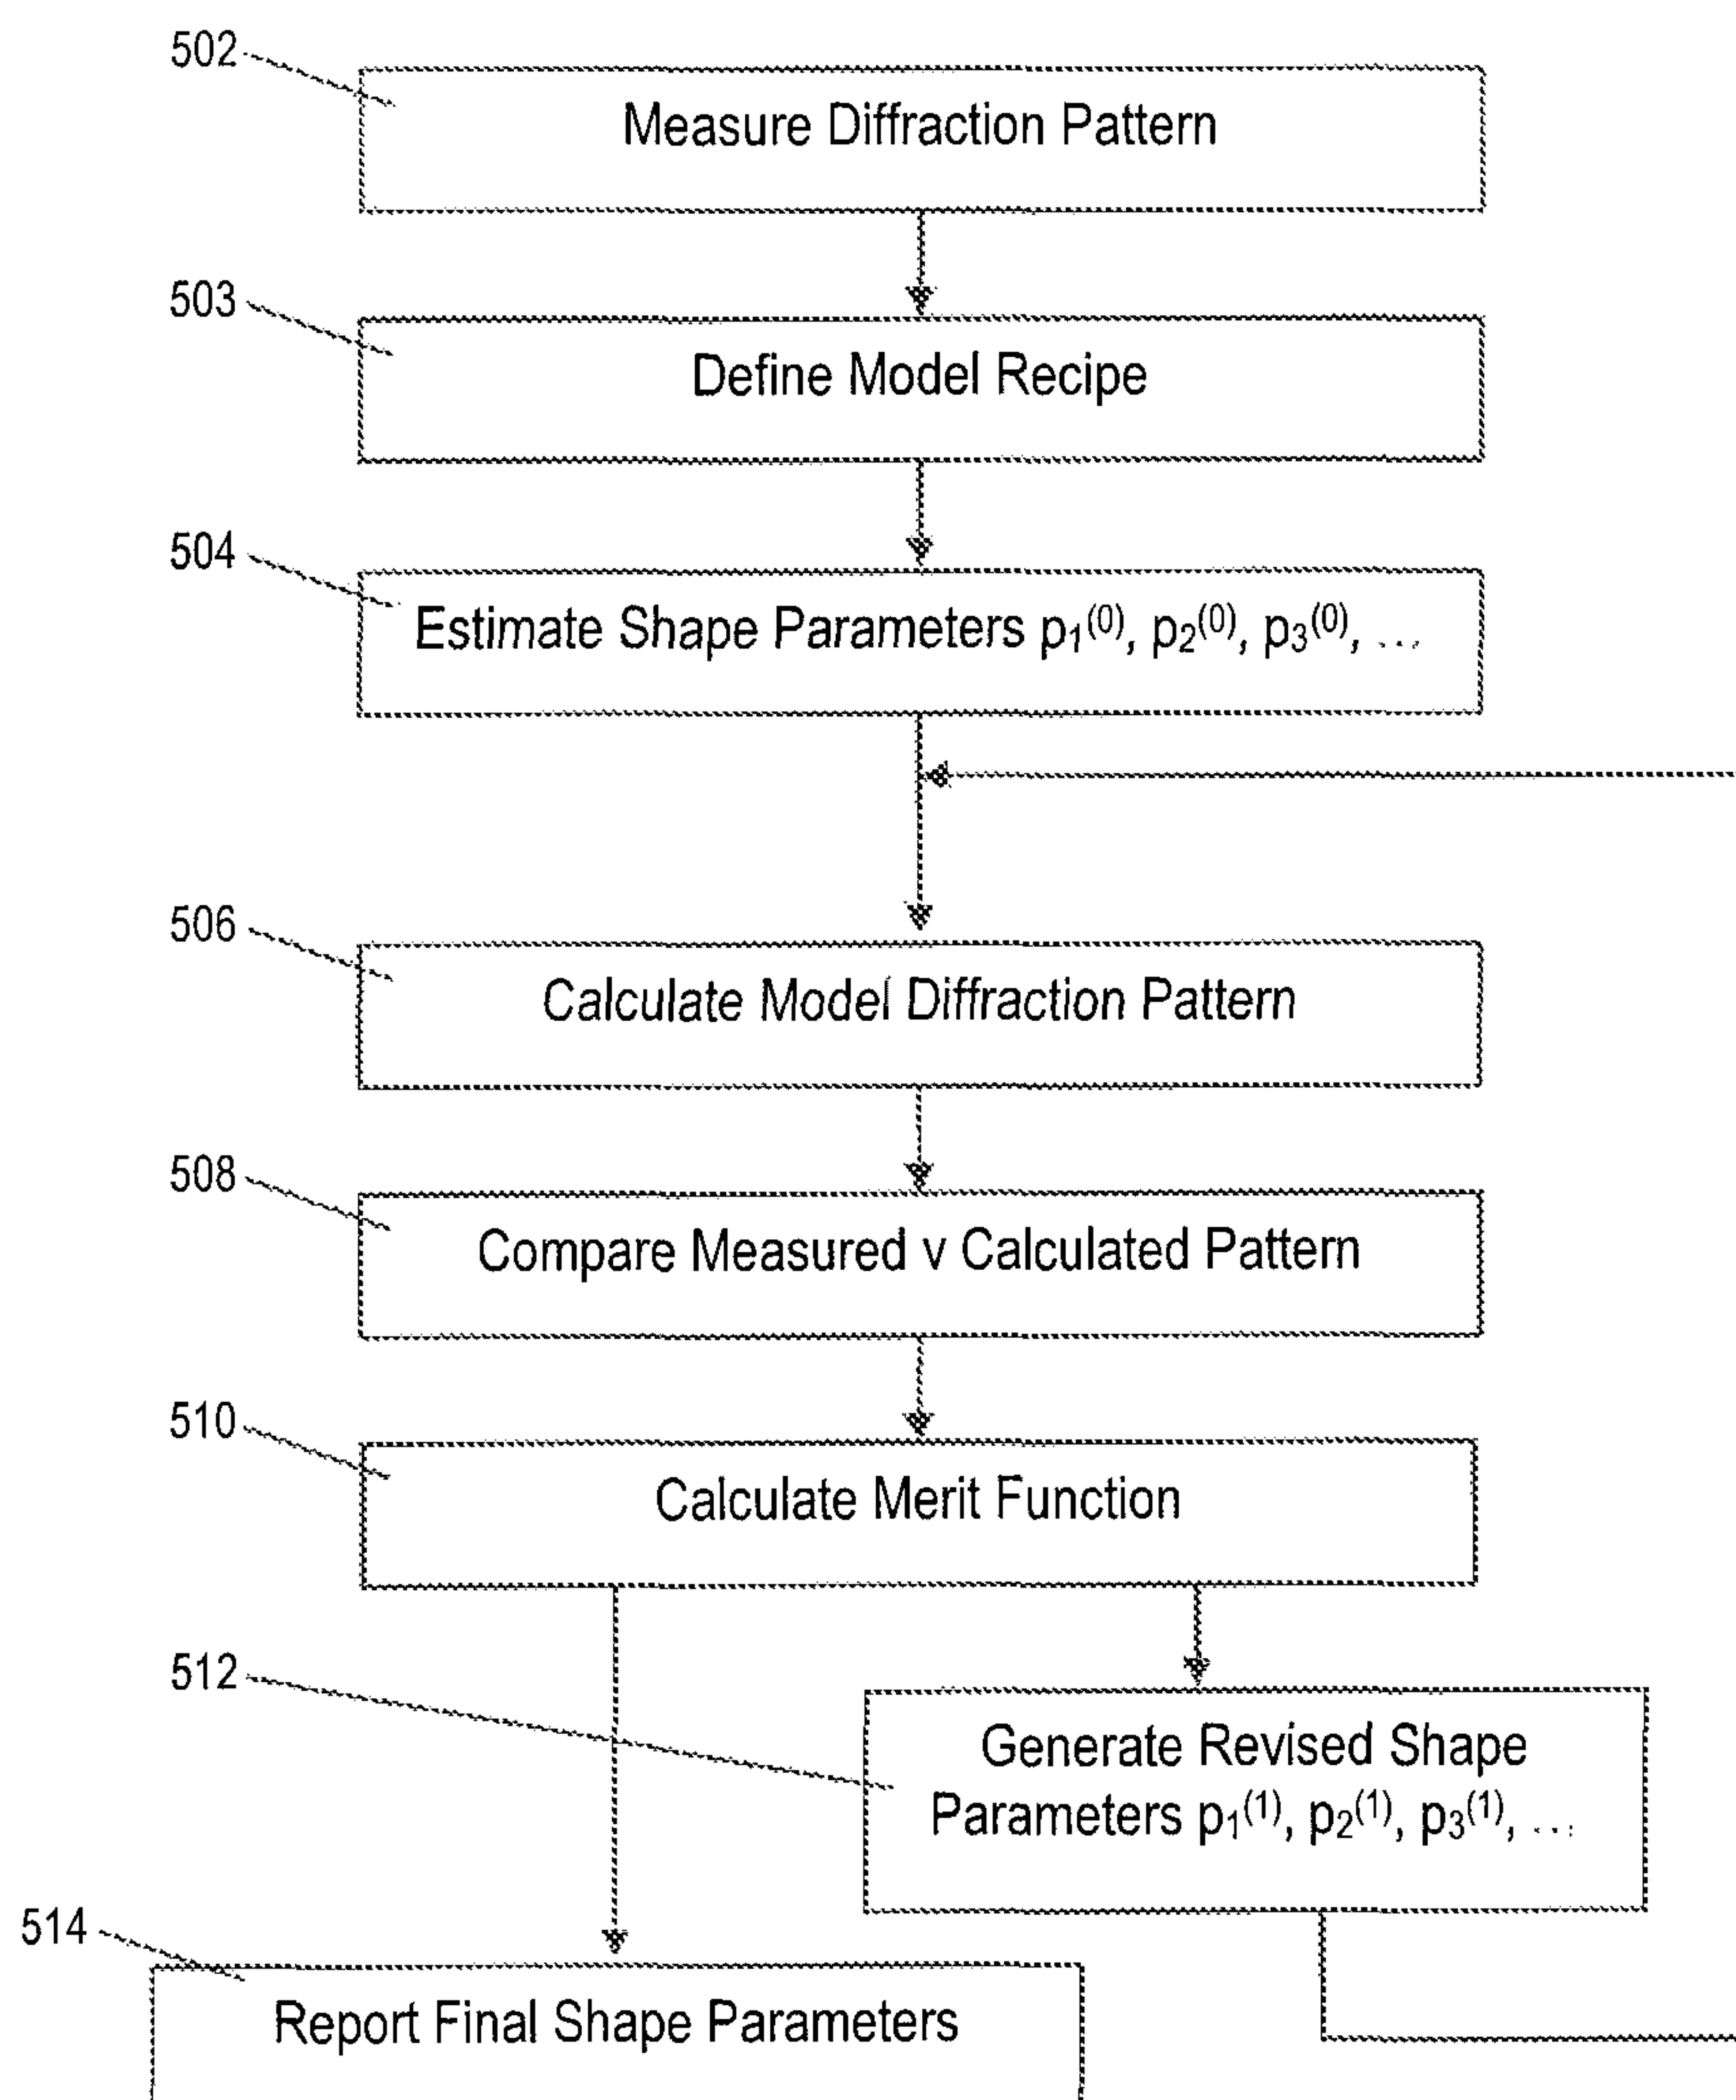 502
Measure Diffraction Pattern
503
Define Model Recipe
504
Estimate Shape Parameters p₁⁽⁰⁾, p₂⁽⁰⁾, p₃⁽⁰⁾, ...
506
Calculate Model Diffraction Pattern
508
Compare Measured v Calculated Pattern
510
Calculate Merit Function
512
Generate Revised Shape
Parameters p₁⁽¹⁾, p₂⁽¹⁾, p₃⁽¹⁾, ...
514
Report Final Shape Parameters